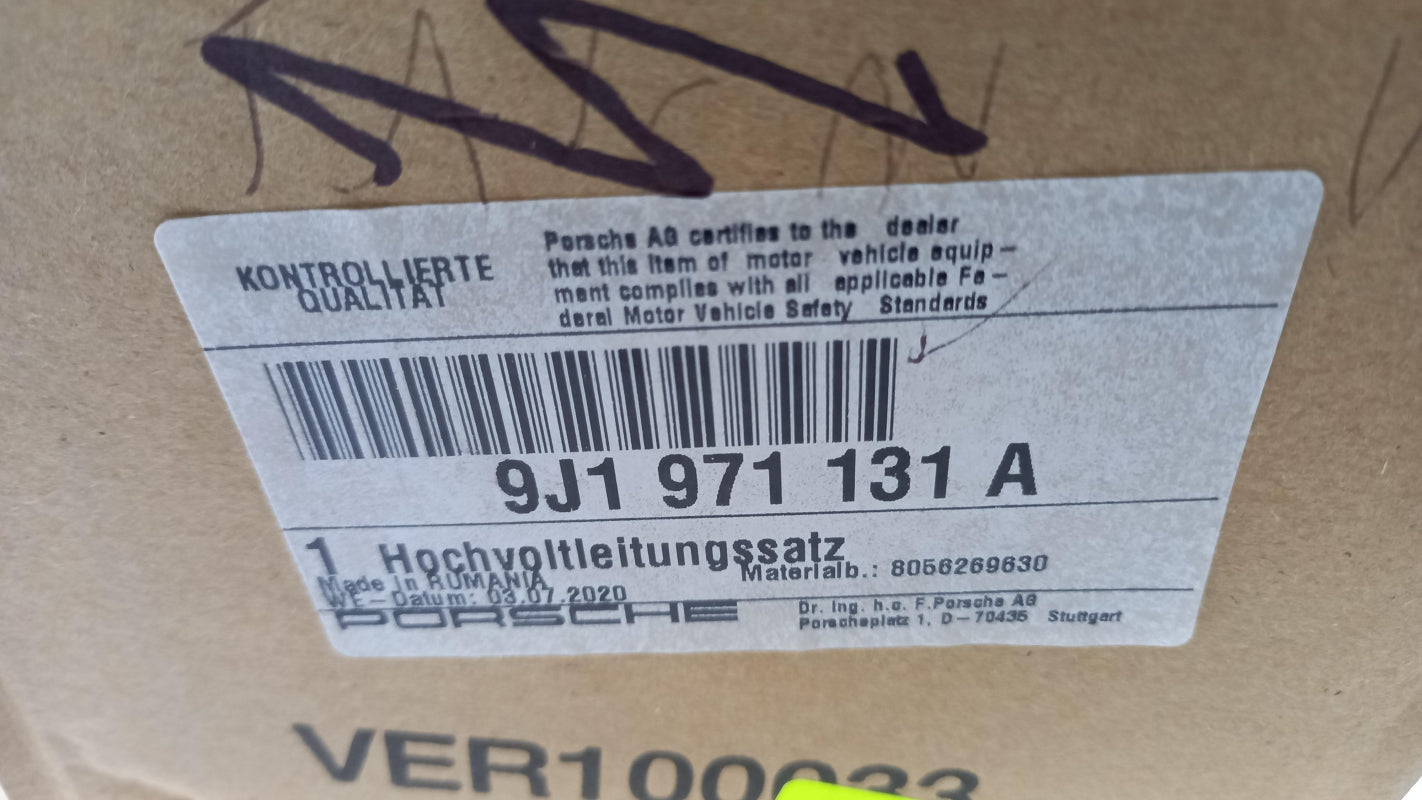 KONTROLLIERTE
QUALITÄT
Porsche AG certifies to the dealer
that this item of motor vehicle equip-
ment complies with all applicable Fe-
deral Motor Vehicle Safety Standards
9J1 971 131 A
1 Hochvoltleitungssatz
Materialb.: 8056269630
Made in RUMANIA
WE-Datum: 03.07.2020
PORSCHE
Dr. Ing. h.c. F.Porsche AG
Porscheplatz 1, D-70435 Stuttgart